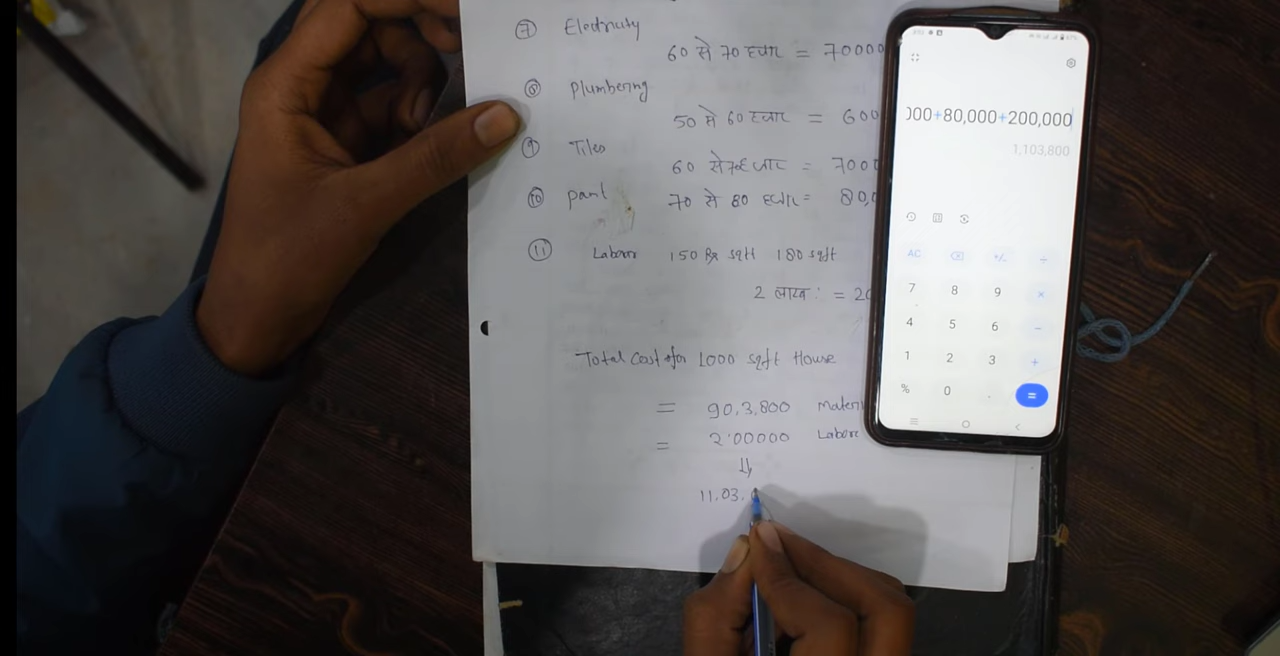 ⑦ Electricity
60 से 70 हजार = 70000
⑧ Plumbering
50 से 60 हजार = 600
⑨ Tiles
60 से 70 हजार = 7000
⑩ paint 70 से 80 हजार = 80,0
⑪ Labour 150 Rs sqft 180 sqft
2 लाख : = 20
Total Cost for 1000 sqft House
= 90,3,800 Materi
= 2,00000 Labour
⇓
11.03.
000+80,000+200,000
1,103,800
AC +/- ÷
7 8 9 ×
4 5 6 −
1 2 3 +
% 0 . =